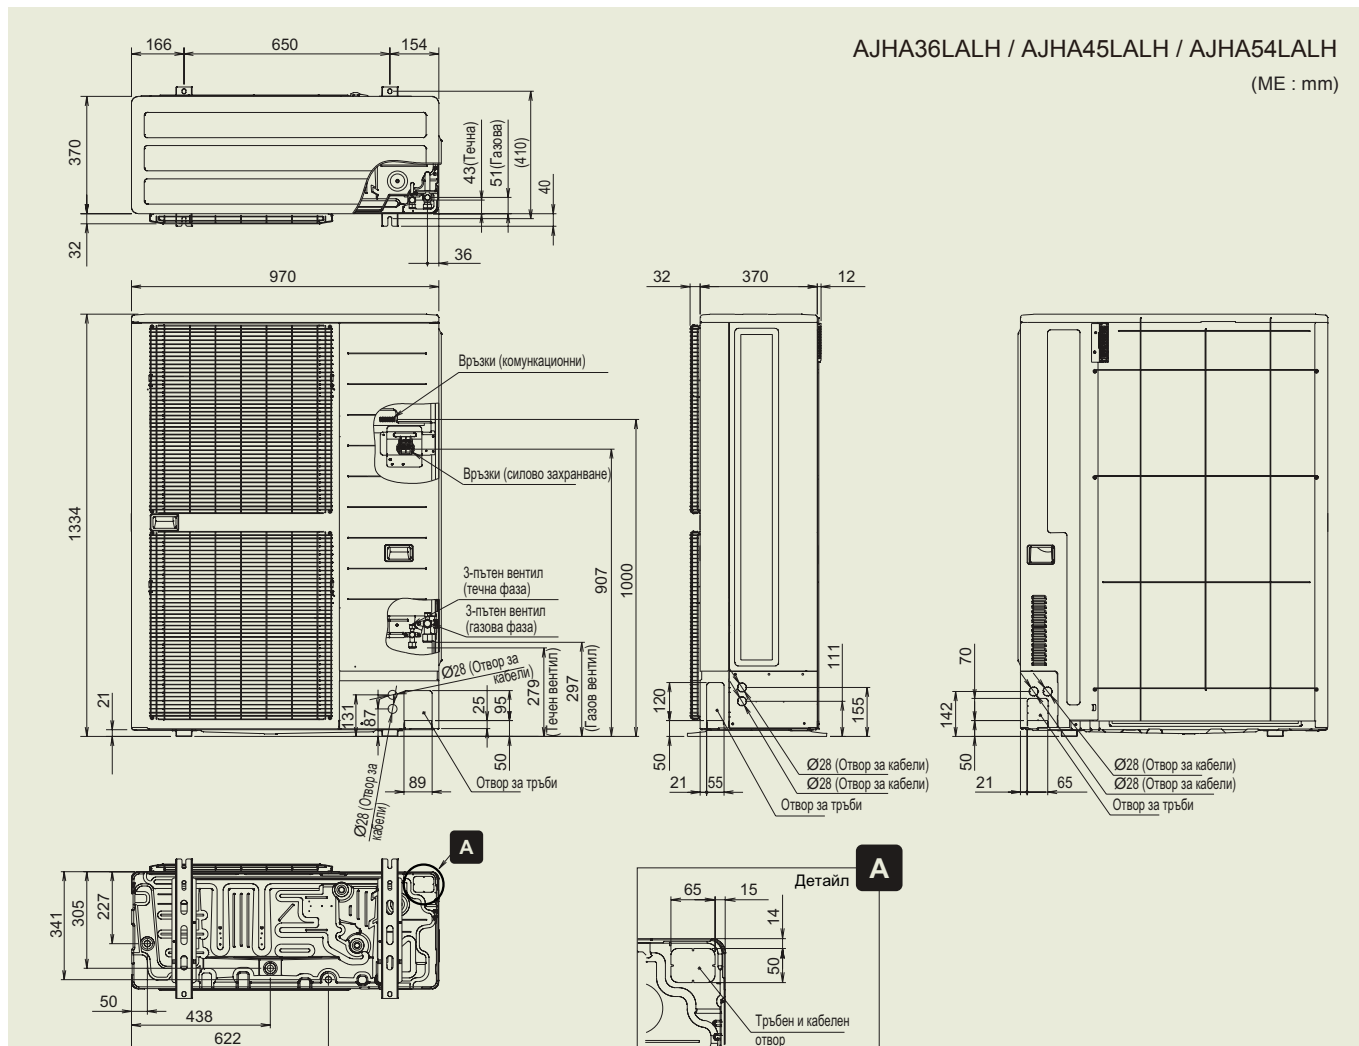 AJHA36LALH / AJHA45LALH / AJHA54LALH
(ME : mm)
166
650
154
370
32
43(Течна)
51(Газова)
(410)
40
36
970
32
370
12
1334
21
Връзки (комункационни)
Връзки (силово захранване)
3-пътен вентил
(течна фаза)
3-пътен вентил
(газова фаза)
Ø28 (Отвор за
кабели)
907
1000
131
87
25
95
279
(Течен вентил)
297
(Газов вентил)
50
89
Отвор за тръби
Ø28 (Отвор за
кабели)
120
50
21
55
111
155
Ø28 (Отвор за кабели)
Ø28 (Отвор за кабели)
Отвор за тръби
70
142
50
21
65
Ø28 (Отвор за кабели)
Ø28 (Отвор за кабели)
Отвор за тръби
A
341
305
227
50
438
622
Детайл
A
65
15
14
50
Тръбен и кабелен
отвор